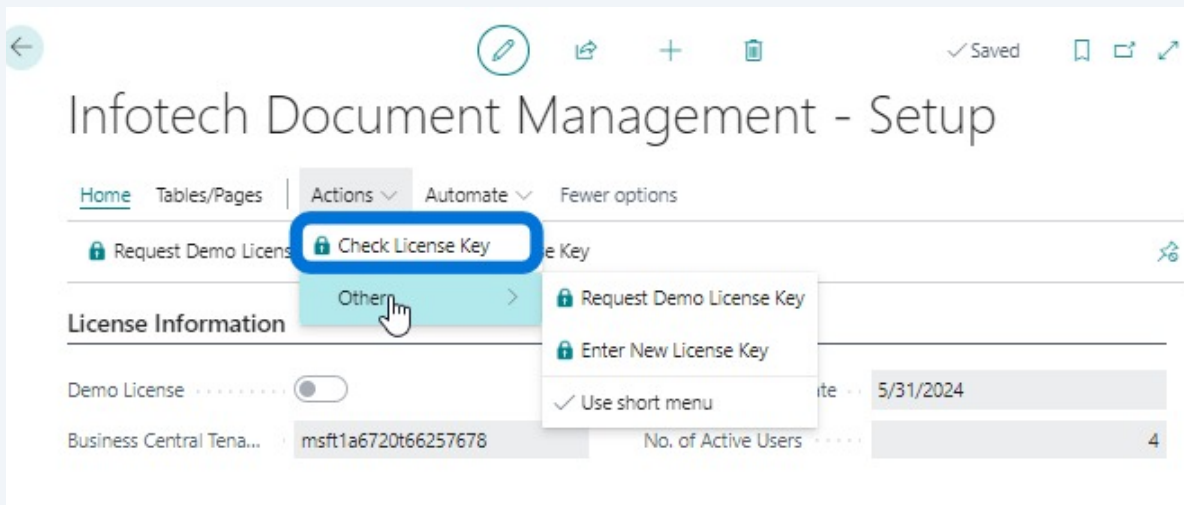 Saved
Infotech Document Management - Setup
Home Tables/Pages Actions Automate Fewer options
Request Demo Licens Check License Key e Key
Other Request Demo License Key
License Information
Enter New License Key
Demo License Use short menu te 5/31/2024
Business Central Tena... msft1a6720t66257678 No. of Active Users 4